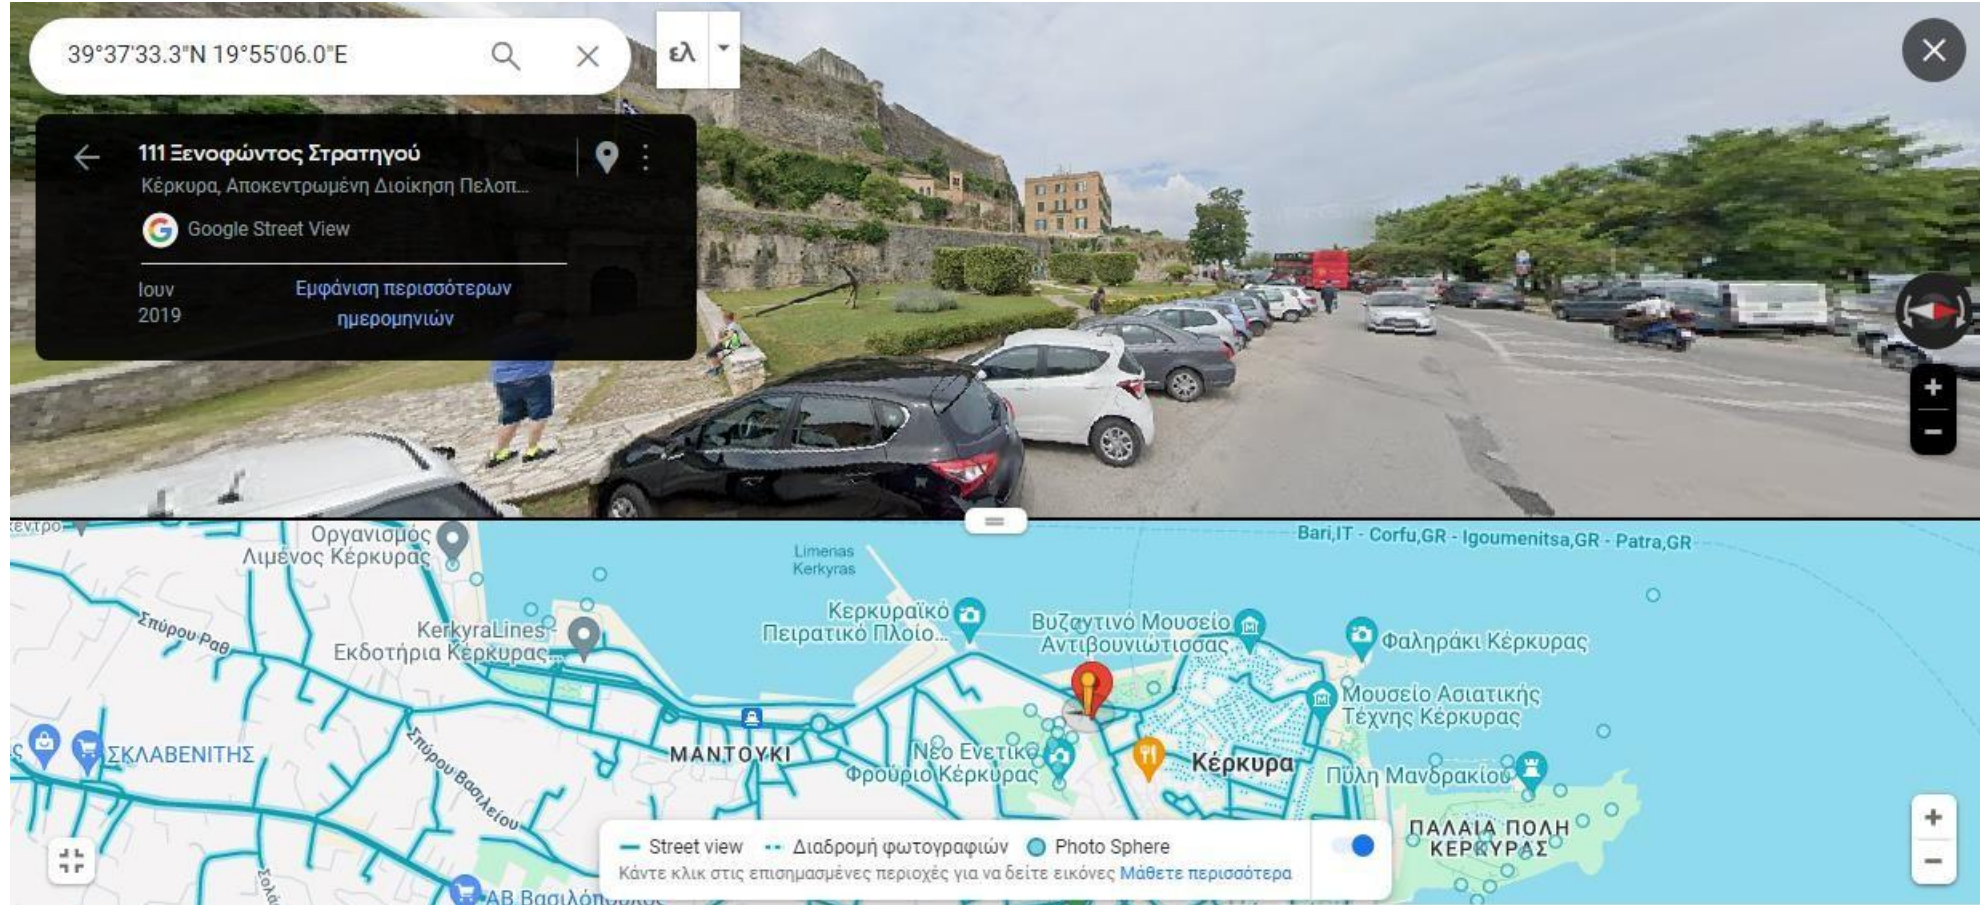 39°37'33.3"N 19°55'06.0"E
ελ
111 Ξενοφώντος Στρατηγού
Κέρκυρα, Αποκεντρωμένη Διοίκηση Πελοπ...
Google Street View
Ιουν
2019
Εμφάνιση περισσότερων
ημερομηνιών
κεντρο
Οργανισμός
Λιμένος Κέρκυρας
Limenas
Kerkyras
Bari,IT - Corfu,GR - Igoumenitsa,GR - Patra,GR
Σπύρου Ραθ
KerkyraLines -
Εκδοτήρια Κέρκυρας...
Κερκυραϊκό
Πειρατικό Πλοίο...
Βυζαντινό Μουσείο
Αντιβουνιώτισσας
Φαληράκι Κέρκυρας
Μουσείο Ασιατικής
Τέχνης Κέρκυρας
ΣΚΛΑΒΕΝΙΤΗΣ
Σπύρου Βασιλείου
ΜΑΝΤΟΥΚΙ
Νέο Ενετικό
Φρούριο Κέρκυρας
Κέρκυρα
Πύλη Μανδρακίου
ΠΑΛΑΙΑ ΠΟΛΗ
ΚΕΡΚΥΡΑΣ
Street view
Διαδρομή φωτογραφιών
Photo Sphere
Κάντε κλικ στις επισημασμένες περιοχές για να δείτε εικόνες Μάθετε περισσότερα
ΑΒ Βασιλόπουλος